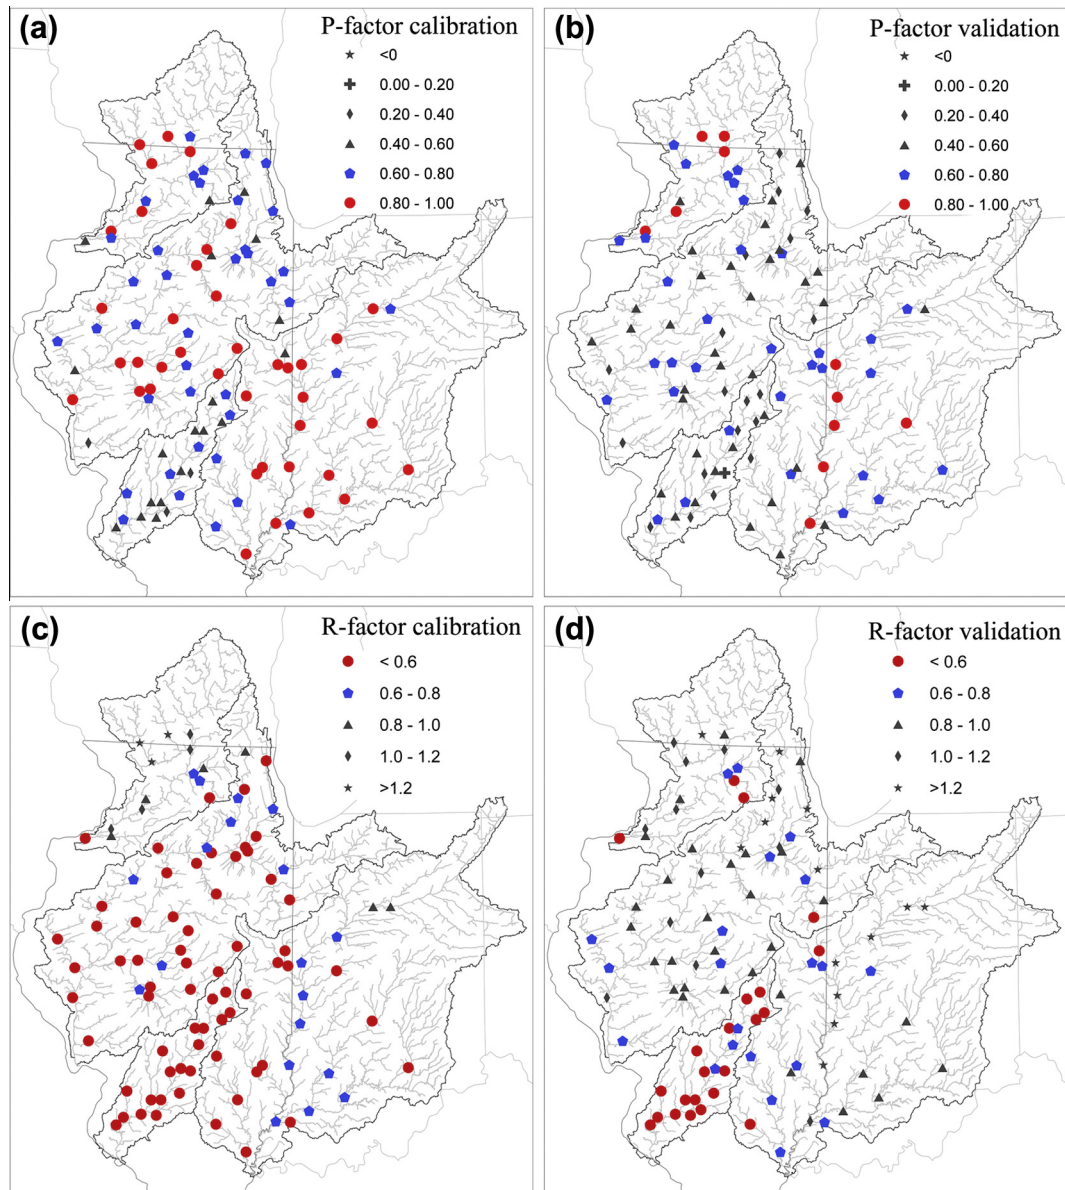 (a)
P-factor calibration
<0
0.00 - 0.20
0.20 - 0.40
0.40 - 0.60
0.60 - 0.80
0.80 - 1.00
(b)
P-factor validation
<0
0.00 - 0.20
0.20 - 0.40
0.40 - 0.60
0.60 - 0.80
0.80 - 1.00
(c)
R-factor calibration
< 0.6
0.6 - 0.8
0.8 - 1.0
1.0 - 1.2
>1.2
(d)
R-factor validation
< 0.6
0.6 - 0.8
0.8 - 1.0
1.0 - 1.2
>1.2